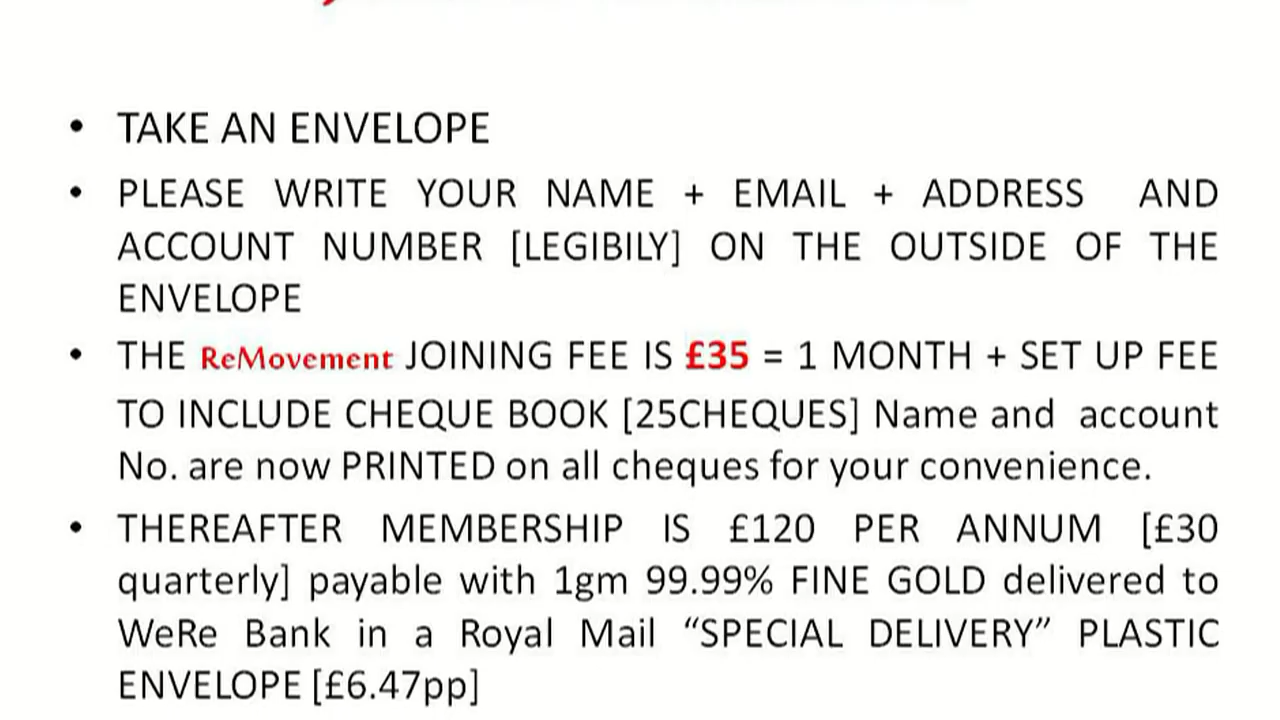 • TAKE AN ENVELOPE
• PLEASE WRITE YOUR NAME + EMAIL + ADDRESS AND
ACCOUNT NUMBER [LEGIBILY] ON THE OUTSIDE OF THE
ENVELOPE
• THE ReMovement JOINING FEE IS £35 = 1 MONTH + SET UP FEE
TO INCLUDE CHEQUE BOOK [25CHEQUES] Name and account
No. are now PRINTED on all cheques for your convenience.
• THEREAFTER MEMBERSHIP IS £120 PER ANNUM [£30
quarterly] payable with 1gm 99.99% FINE GOLD delivered to
WeRe Bank in a Royal Mail “SPECIAL DELIVERY” PLASTIC
ENVELOPE [£6.47pp]